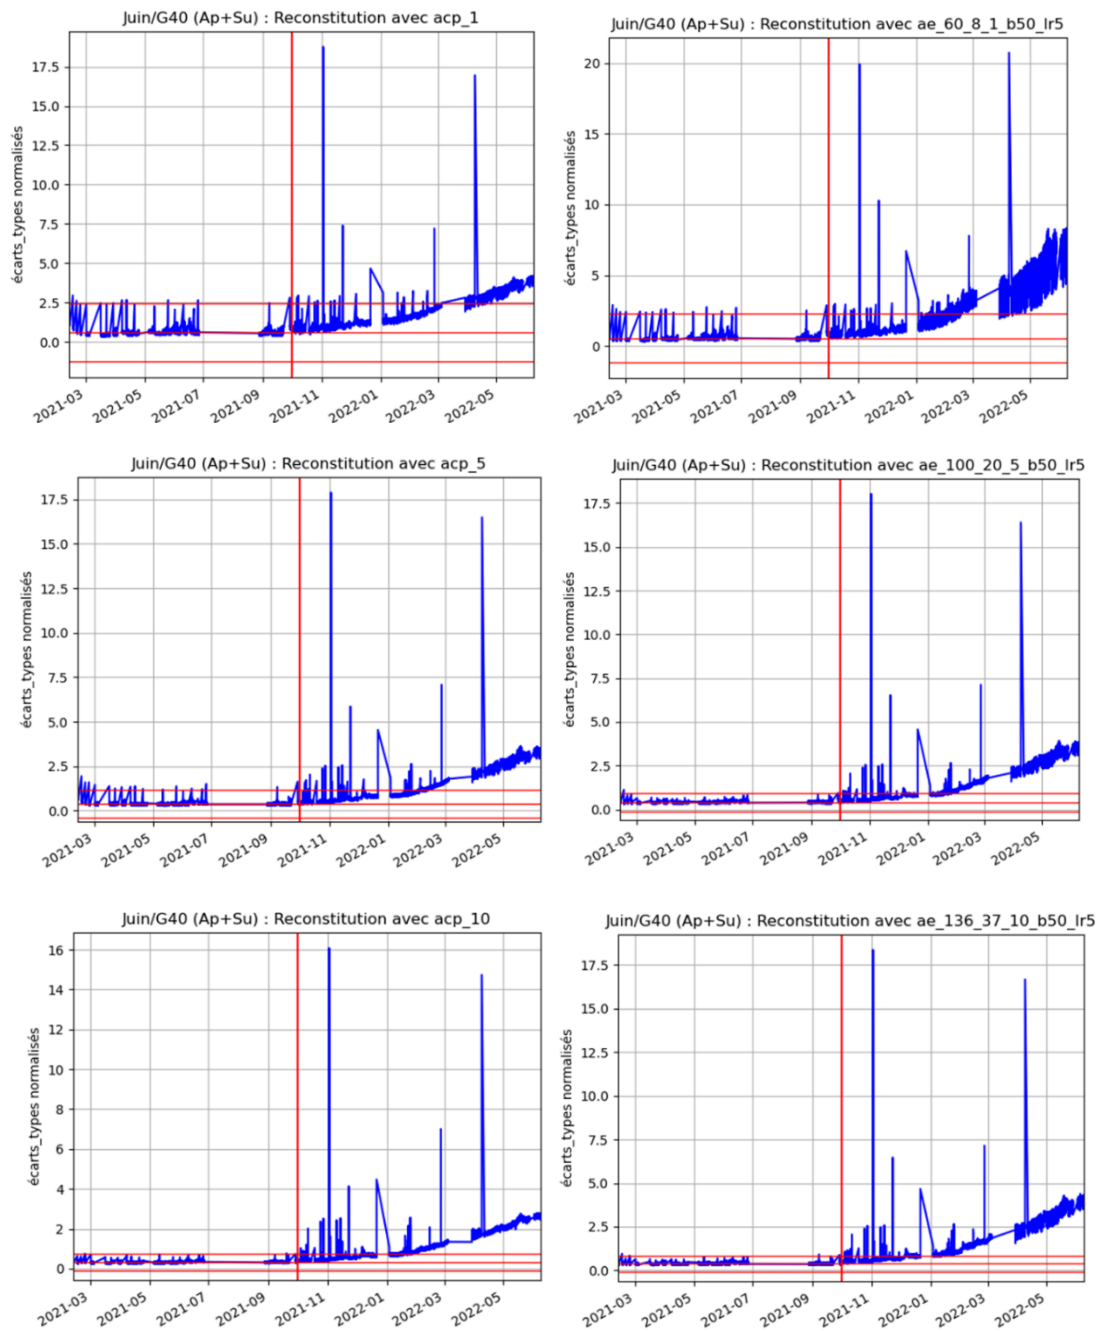 Juin/G40 (Ap+Su) : Reconstitution avec acp_1
écarts_types normalisés
17.5
15.0
12.5
10.0
7.5
5.0
2.5
0.0
2021-03 2021-05 2021-07 2021-09 2021-11 2022-01 2022-03 2022-05
Juin/G40 (Ap+Su) : Reconstitution avec ae_60_8_1_b50_lr5
écarts_types normalisés
20
15
10
5
0
2021-03 2021-05 2021-07 2021-09 2021-11 2022-01 2022-03 2022-05
Juin/G40 (Ap+Su) : Reconstitution avec acp_5
écarts_types normalisés
17.5
15.0
12.5
10.0
7.5
5.0
2.5
0.0
2021-03 2021-05 2021-07 2021-09 2021-11 2022-01 2022-03 2022-05
Juin/G40 (Ap+Su) : Reconstitution avec ae_100_20_5_b50_lr5
écarts_types normalisés
17.5
15.0
12.5
10.0
7.5
5.0
2.5
0.0
2021-03 2021-05 2021-07 2021-09 2021-11 2022-01 2022-03 2022-05
Juin/G40 (Ap+Su) : Reconstitution avec acp_10
écarts_types normalisés
16
14
12
10
8
6
4
2
0
2021-03 2021-05 2021-07 2021-09 2021-11 2022-01 2022-03 2022-05
Juin/G40 (Ap+Su) : Reconstitution avec ae_136_37_10_b50_lr5
écarts_types normalisés
17.5
15.0
12.5
10.0
7.5
5.0
2.5
0.0
2021-03 2021-05 2021-07 2021-09 2021-11 2022-01 2022-03 2022-05